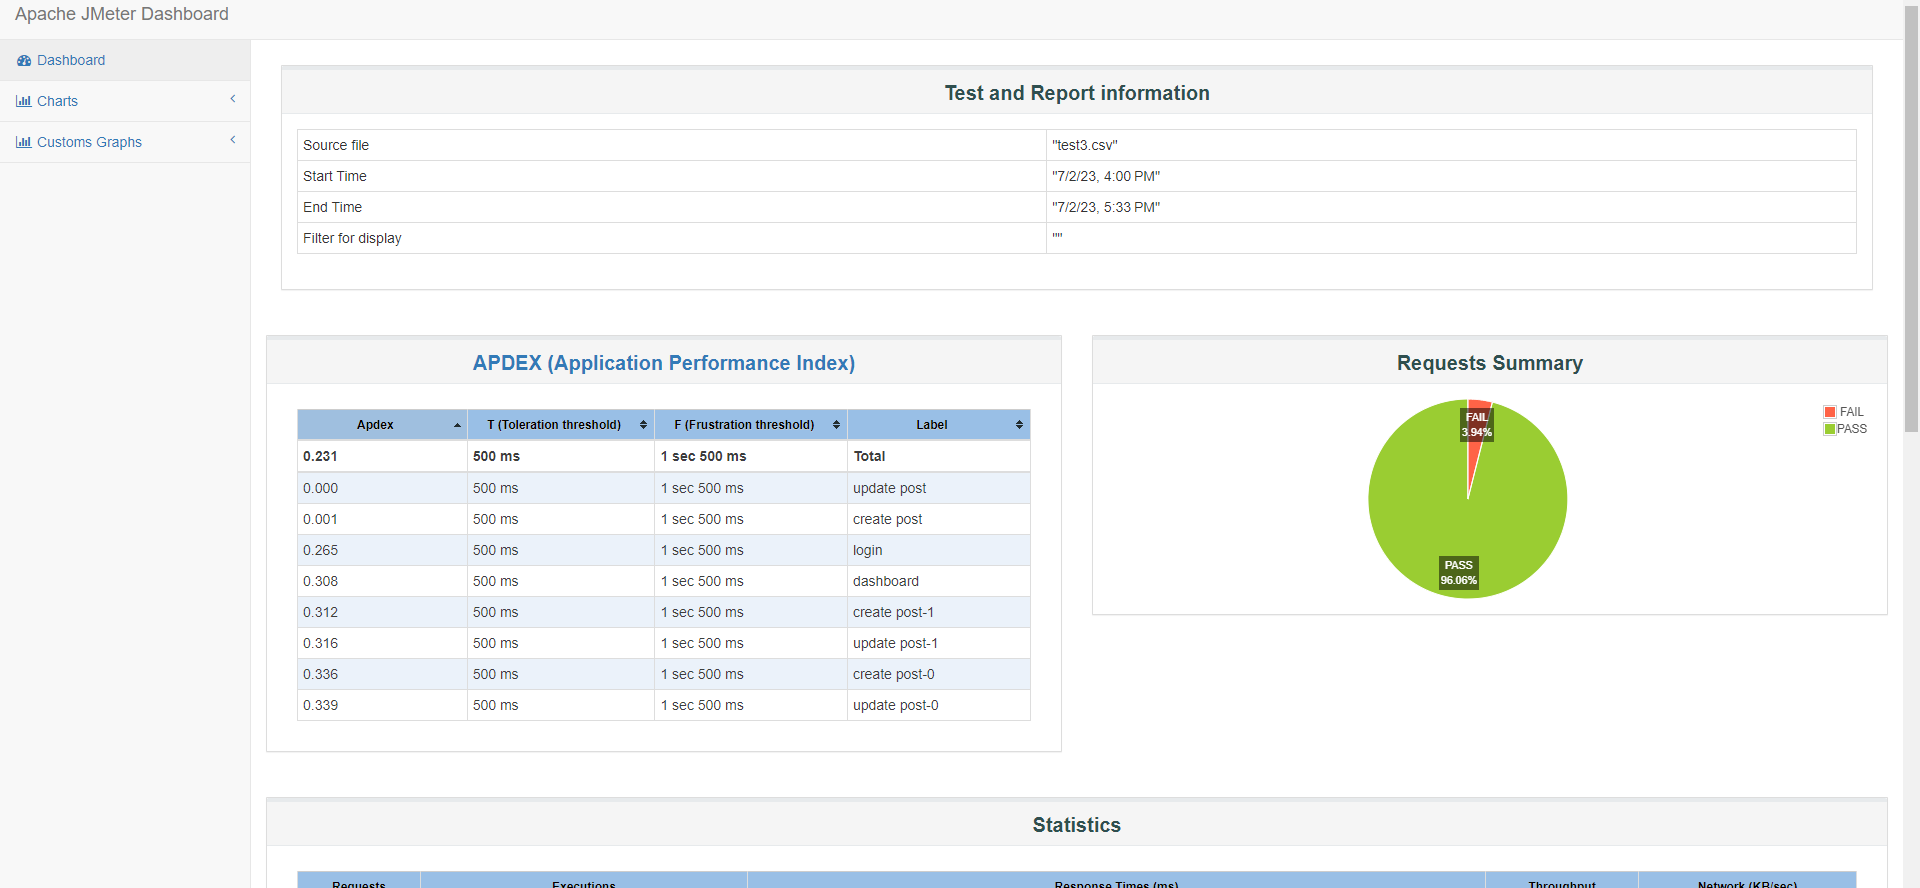 Apache JMeter Dashboard
Dashboard
Charts
Customs Graphs
Test and Report information
Source file "test3.csv"
Start Time "7/2/23, 4:00 PM"
End Time "7/2/23, 5:33 PM"
Filter for display ""
APDEX (Application Performance Index)
Apdex T (Toleration threshold) F (Frustration threshold) Label
0.231 500 ms 1 sec 500 ms Total
0.000 500 ms 1 sec 500 ms update post
0.001 500 ms 1 sec 500 ms create post
0.265 500 ms 1 sec 500 ms login
0.308 500 ms 1 sec 500 ms dashboard
0.312 500 ms 1 sec 500 ms create post-1
0.316 500 ms 1 sec 500 ms update post-1
0.336 500 ms 1 sec 500 ms create post-0
0.339 500 ms 1 sec 500 ms update post-0
Requests Summary
FAIL
3.94%
PASS
96.06%
FAIL
PASS
Statistics
Requests Executions Response Times (ms) Throughput Network (KB/sec)